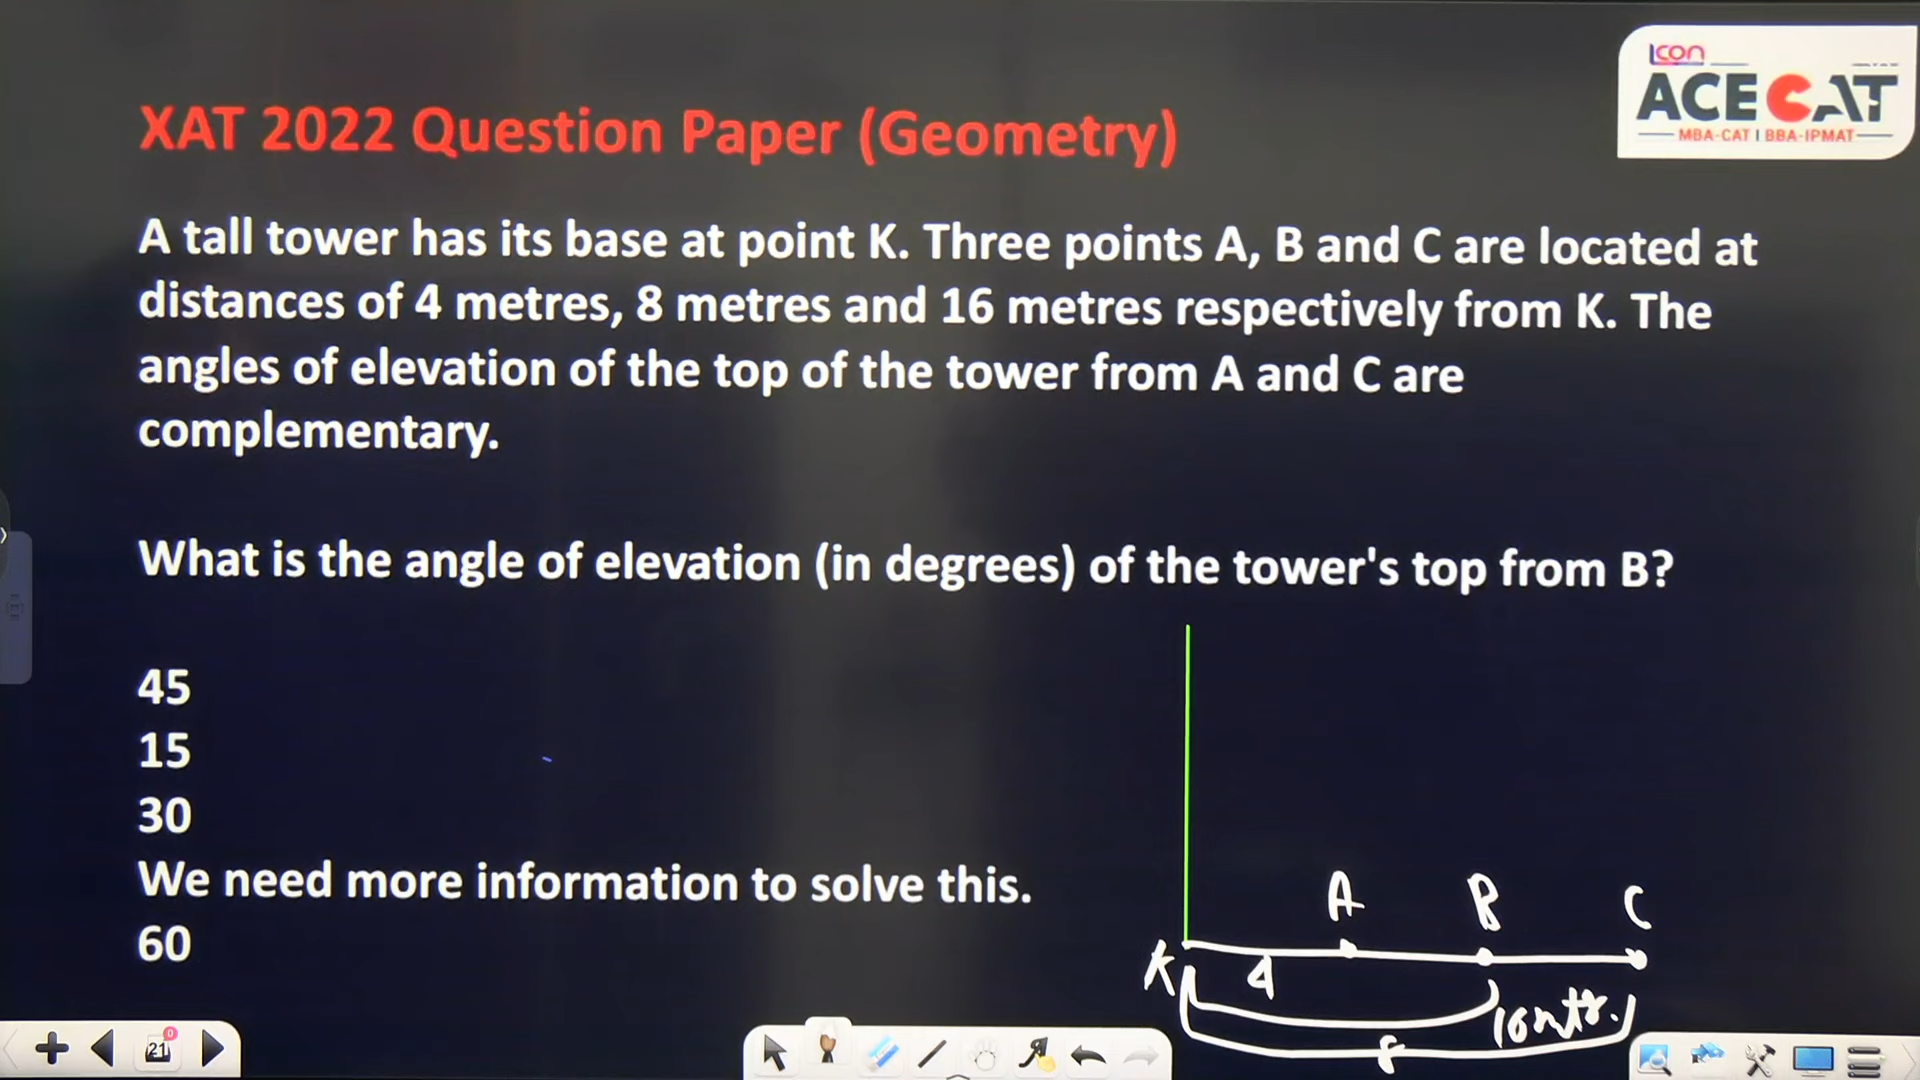 Icon
ACE CAT
MBA-CAT | BBA-IPMAT
XAT 2022 Question Paper (Geometry)
A tall tower has its base at point K. Three points A, B and C are located at
distances of 4 metres, 8 metres and 16 metres respectively from K. The
angles of elevation of the top of the tower from A and C are
complementary.
What is the angle of elevation (in degrees) of the tower's top from B?
45
15
30
We need more information to solve this.
60
A B C
K 4
8
21
0